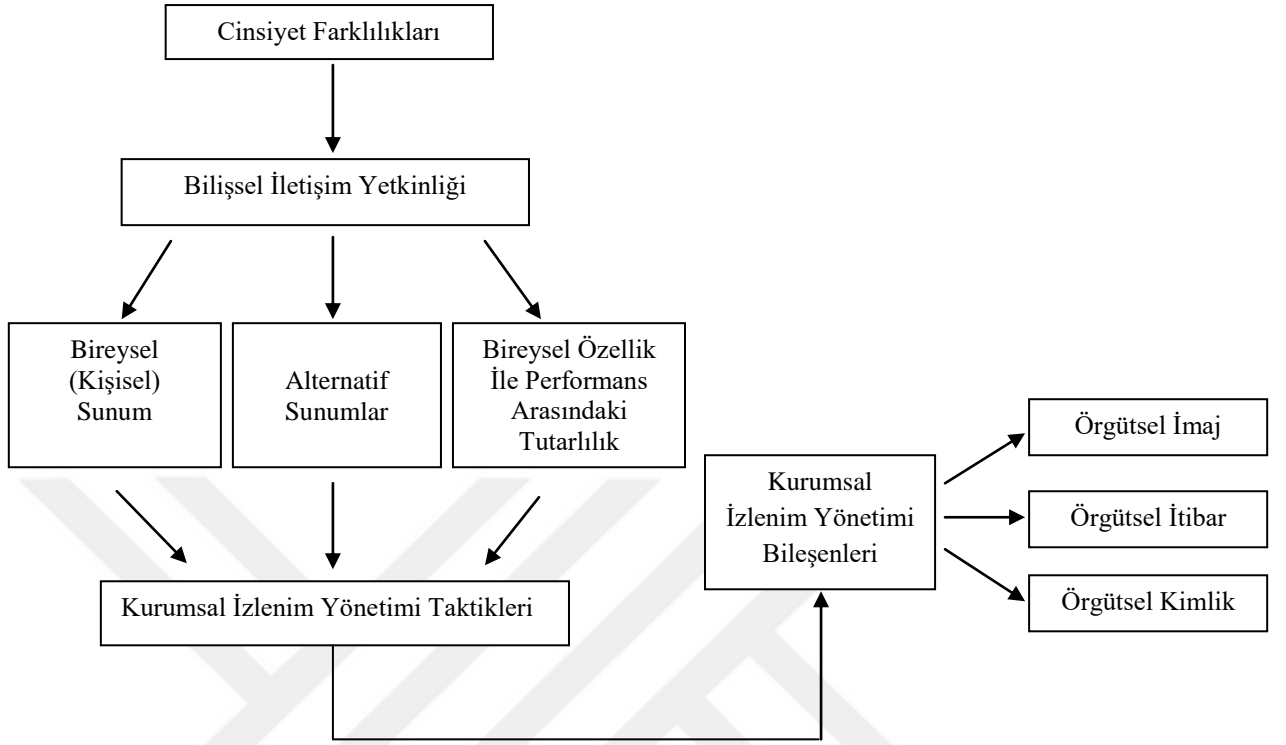 Cinsiyet Farklılıkları
Bilişsel İletişim Yetkinliği
Bireysel
(Kişisel)
Sunum
Alternatif
Sunumlar
Bireysel Özellik
İle Performans
Arasındaki
Tutarlılık
Kurumsal İzlenim Yönetimi Taktikleri
Kurumsal
İzlenim Yönetimi
Bileşenleri
Örgütsel İmaj
Örgütsel İtibar
Örgütsel Kimlik